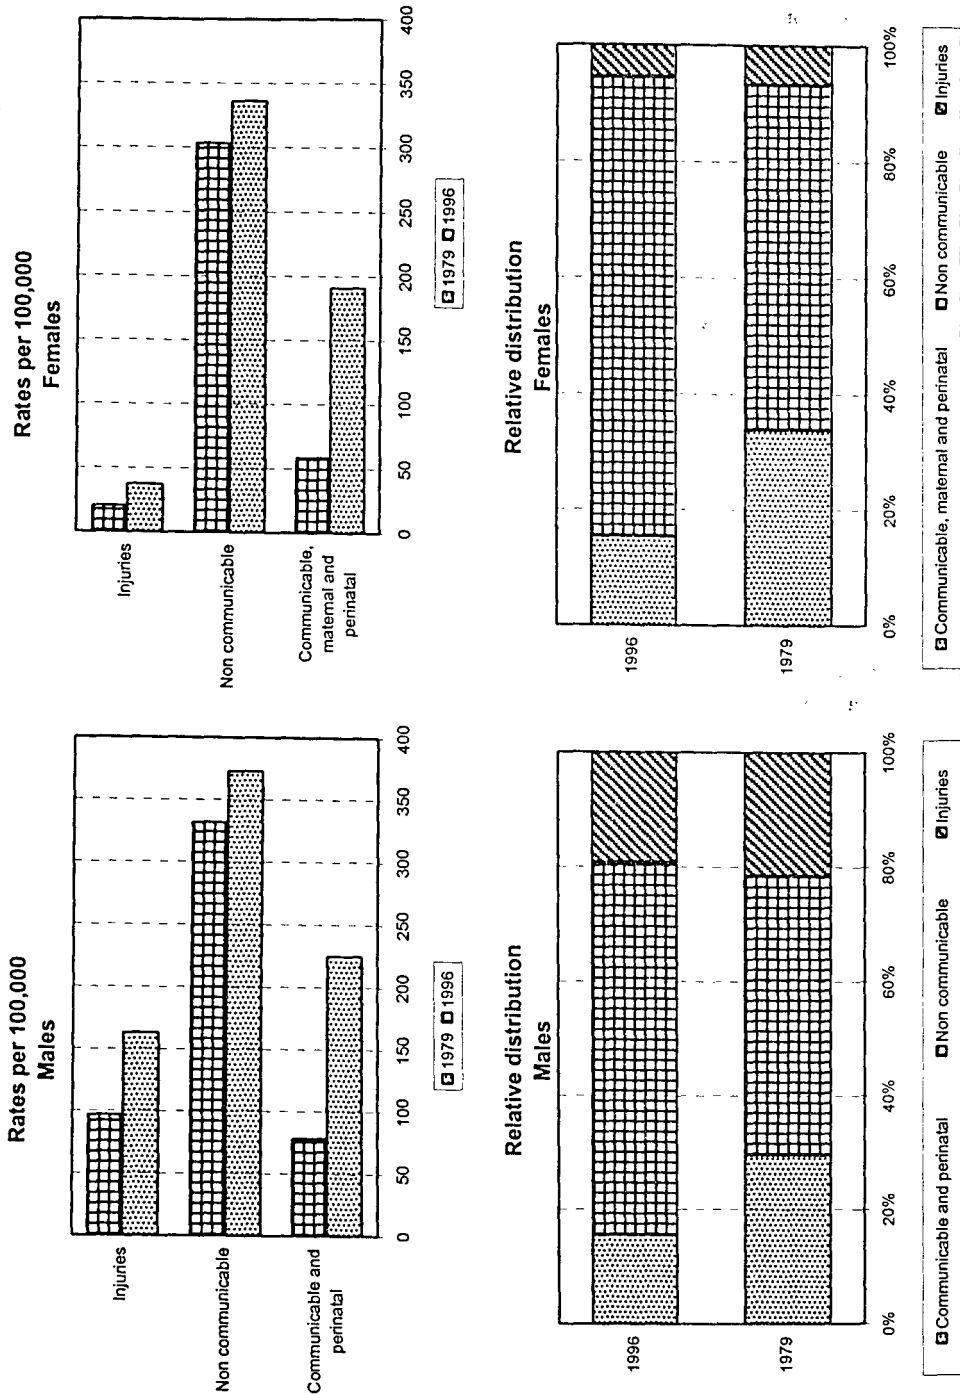 Rates per 100,000
Males
Injuries
Non communicable
Communicable and
perinatal
0 50 100 150 200 250 300 350 400
1979 1996
Rates per 100,000
Females
Injuries
Non communicable
Communicable,
maternal and
perinatal
0 50 100 150 200 250 300 350 400
1979 1996
Relative distribution
Males
1996
1979
0% 20% 40% 60% 80% 100%
Communicable and perinatal Non communicable Injuries
Relative distribution
Females
1996
1979
0% 20% 40% 60% 80% 100%
Communicable, maternal and perinatal Non communicable Injuries